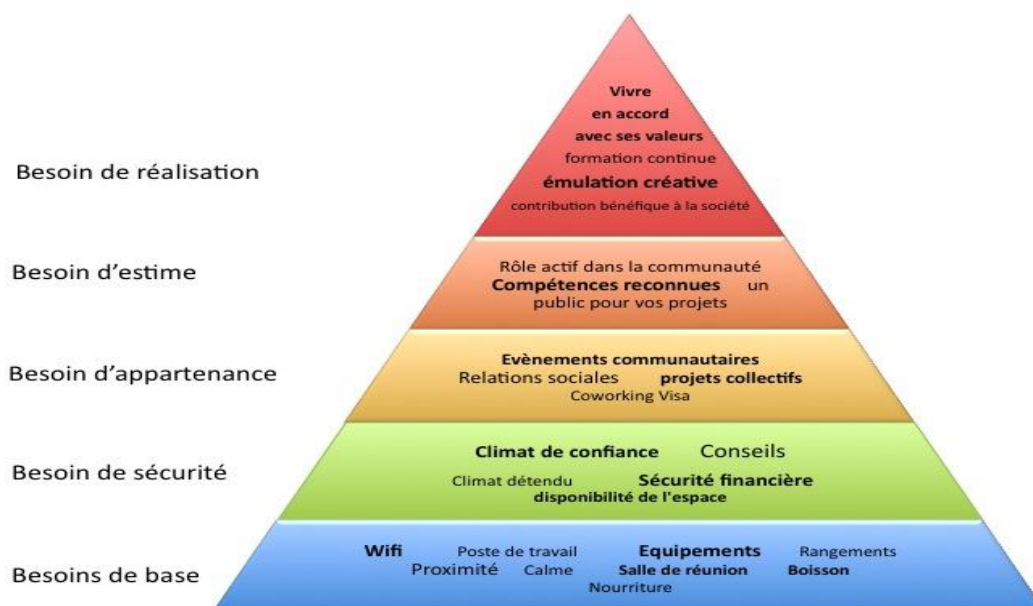 Vivre
en accord
avec ses valeurs
formation continue
émulation créative
contribution bénéfique à la société
Besoin de réalisation
Besoin d'estime
Rôle actif dans la communauté
Compétences reconnues un
public pour vos projets
Besoin d'appartenance
Evènements communautaires
Relations sociales projets collectifs
Coworking Visa
Besoin de sécurité
Climat de confiance Conseils
Climat détendu Sécurité financière
disponibilité de l'espace
Besoins de base
Wifi Poste de travail Equipements Rangements
Proximité Calme Salle de réunion Boisson
Nourriture